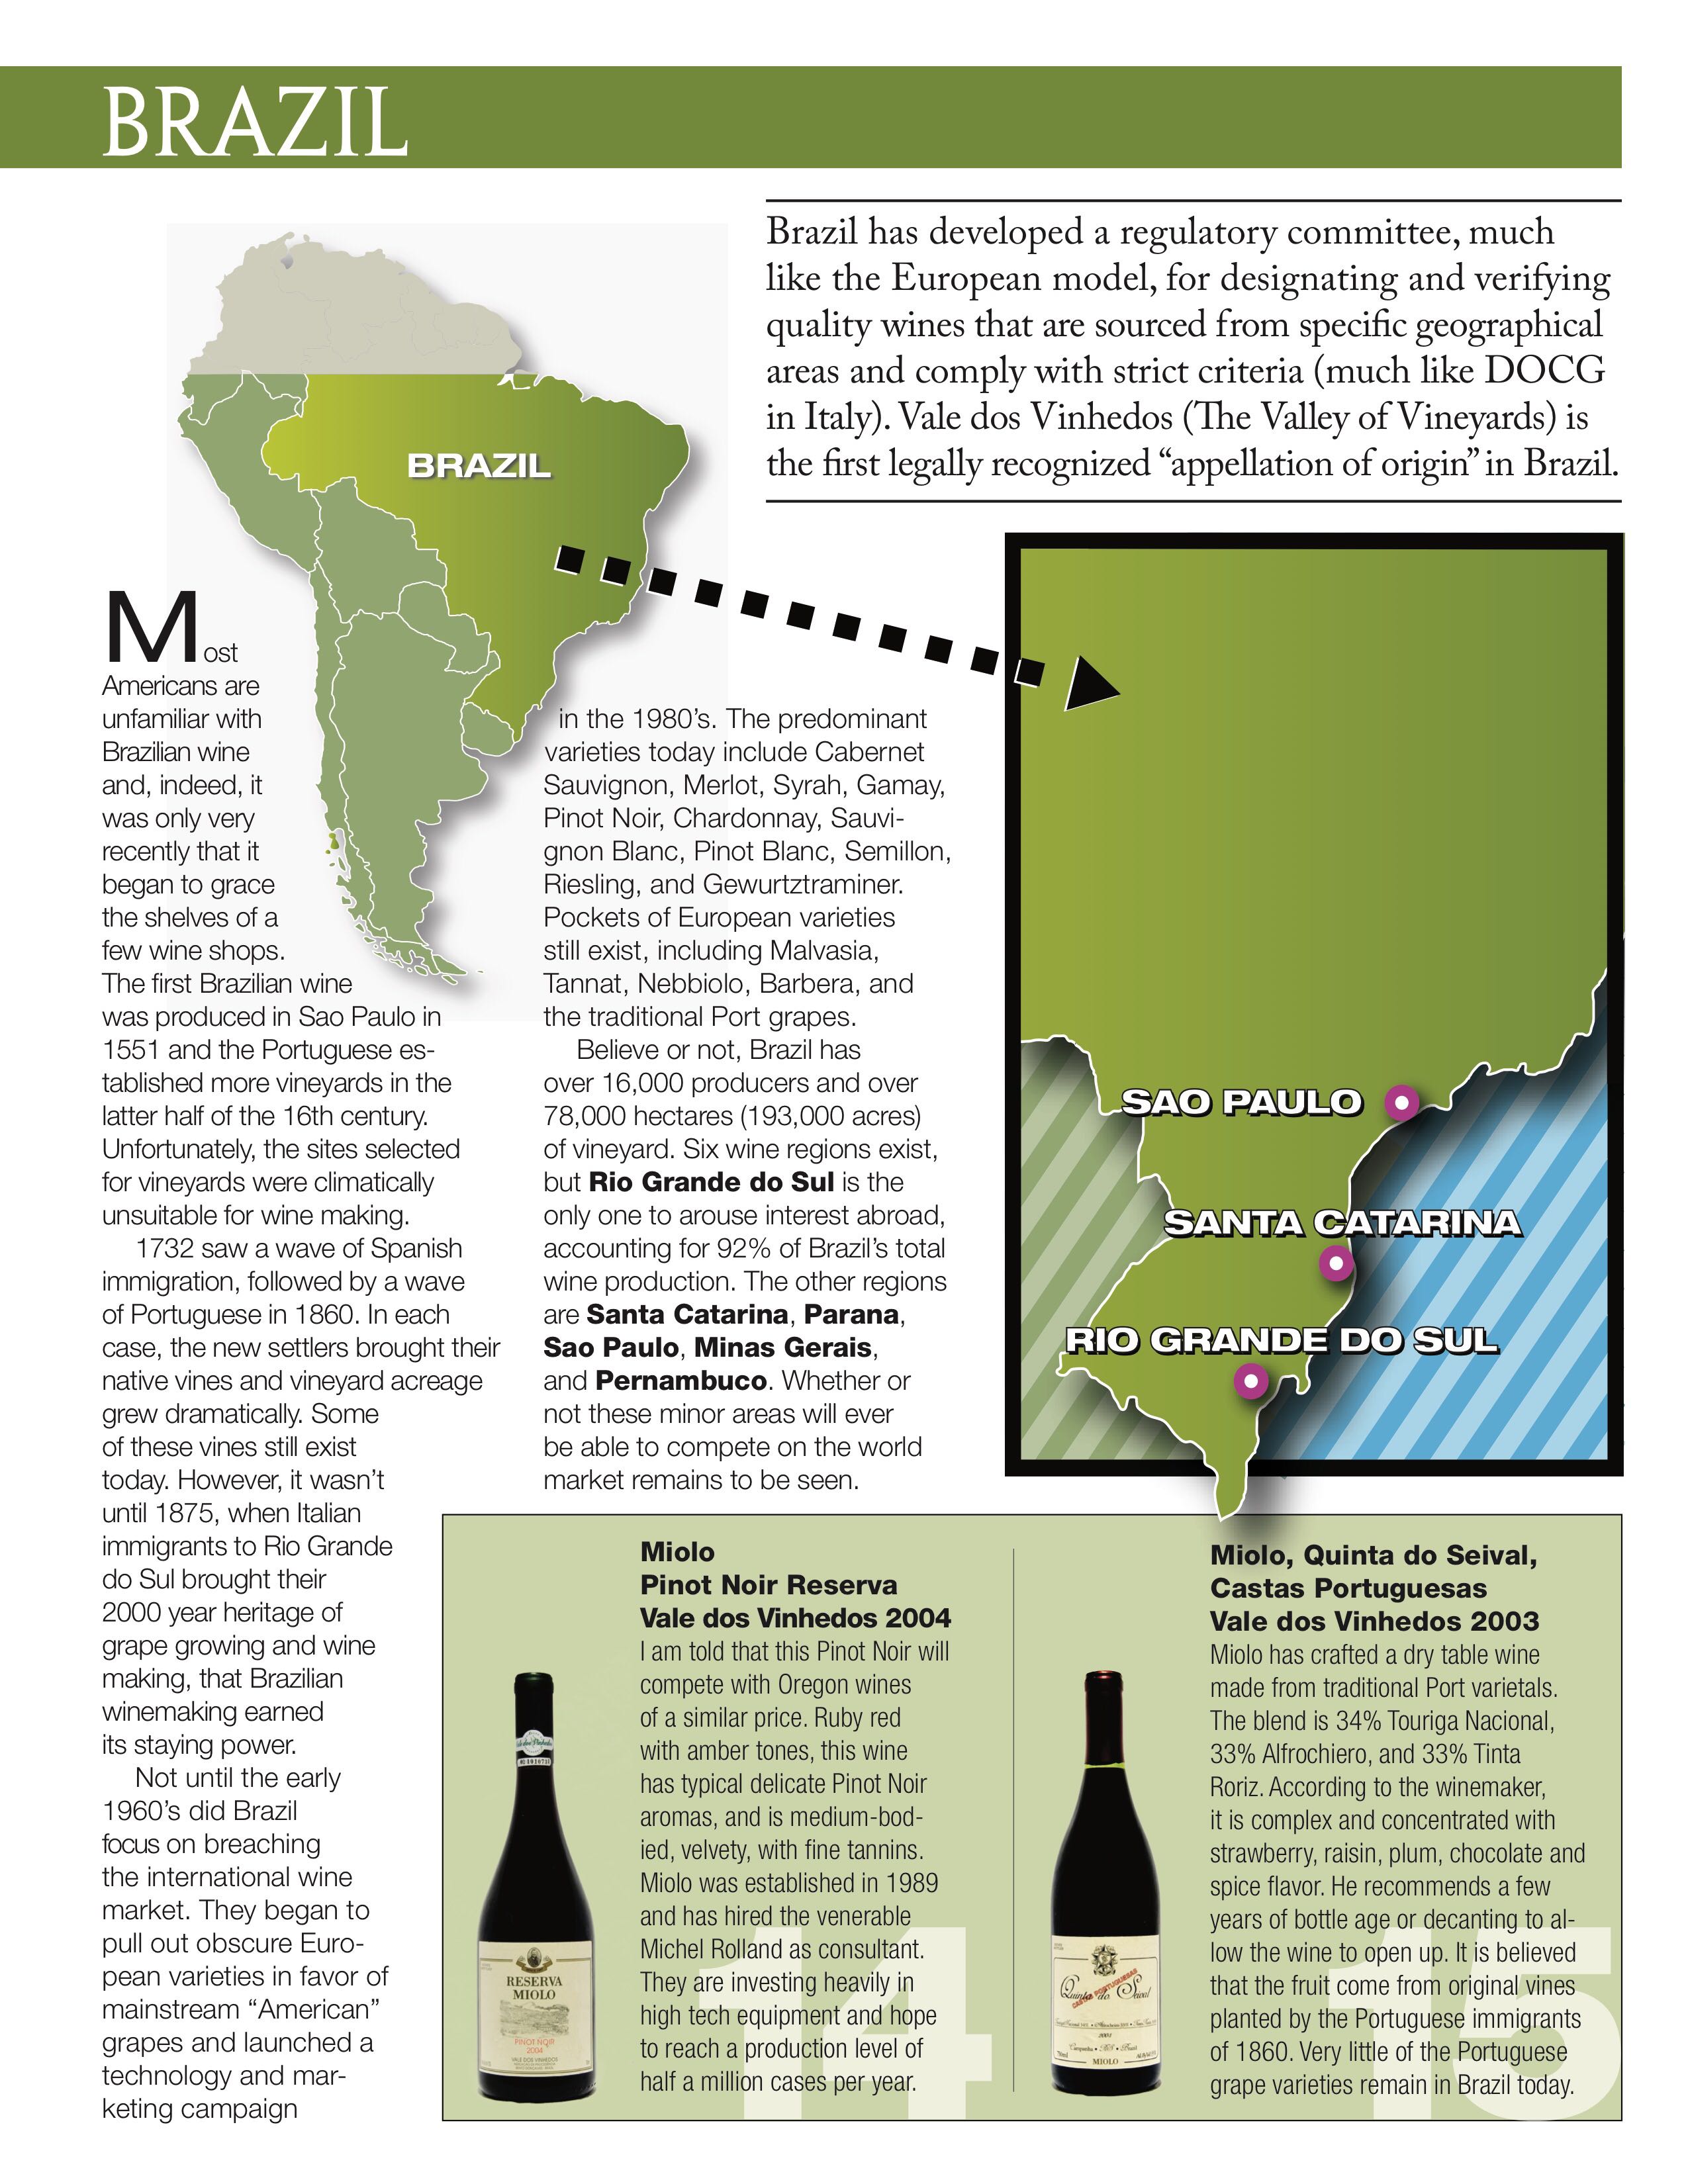 BRAZIL
Brazil has developed a regulatory committee, much
like the European model, for designating and verifying
quality wines that are sourced from specific geographical
areas and comply with strict criteria (much like DOCG
in Italy). Vale dos Vinhedos (The Valley of Vineyards) is
the first legally recognized “appellation of origin” in Brazil.
BRAZIL
Most
Americans are
unfamiliar with
Brazilian wine
and, indeed, it
was only very
recently that it
began to grace
the shelves of a
few wine shops.
The first Brazilian wine
was produced in Sao Paulo in
1551 and the Portuguese es-
tablished more vineyards in the
latter half of the 16th century.
Unfortunately, the sites selected
for vineyards were climatically
unsuitable for wine making.
1732 saw a wave of Spanish
immigration, followed by a wave
of Portuguese in 1860. In each
case, the new settlers brought their
native vines and vineyard acreage
grew dramatically. Some
of these vines still exist
today. However, it wasn’t
until 1875, when Italian
immigrants to Rio Grande
do Sul brought their
2000 year heritage of
grape growing and wine
making, that Brazilian
winemaking earned
its staying power.
Not until the early
1960’s did Brazil
focus on breaching
the international wine
market. They began to
pull out obscure Euro-
pean varieties in favor of
mainstream “American”
grapes and launched a
technology and mar-
keting campaign
in the 1980’s. The predominant
varieties today include Cabernet
Sauvignon, Merlot, Syrah, Gamay,
Pinot Noir, Chardonnay, Sauvi-
gnon Blanc, Pinot Blanc, Semillon,
Riesling, and Gewurtztraminer.
Pockets of European varieties
still exist, including Malvasia,
Tannat, Nebbiolo, Barbera, and
the traditional Port grapes.
Believe or not, Brazil has
over 16,000 producers and over
78,000 hectares (193,000 acres)
of vineyard. Six wine regions exist,
but Rio Grande do Sul is the
only one to arouse interest abroad,
accounting for 92% of Brazil’s total
wine production. The other regions
are Santa Catarina, Parana,
Sao Paulo, Minas Gerais,
and Pernambuco. Whether or
not these minor areas will ever
be able to compete on the world
market remains to be seen.
SAO PAULO
SANTA CATARINA
RIO GRANDE DO SUL
Miolo
Pinot Noir Reserva
Vale dos Vinhedos 2004
I am told that this Pinot Noir will
compete with Oregon wines
of a similar price. Ruby red
with amber tones, this wine
has typical delicate Pinot Noir
aromas, and is medium-bod-
ied, velvety, with fine tannins.
Miolo was established in 1989
and has hired the venerable
Michel Rolland as consultant.
They are investing heavily in
high tech equipment and hope
to reach a production level of
half a million cases per year.
14
RESERVA
MIOLO
PINOT NOIR
2004
VALE DOS VINHEDOS
Miolo, Quinta do Seival,
Castas Portuguesas
Vale dos Vinhedos 2003
Miolo has crafted a dry table wine
made from traditional Port varietals.
The blend is 34% Touriga Nacional,
33% Alfrochiero, and 33% Tinta
Roriz. According to the winemaker,
it is complex and concentrated with
strawberry, raisin, plum, chocolate and
spice flavor. He recommends a few
years of bottle age or decanting to al-
low the wine to open up. It is believed
that the fruit come from original vines
planted by the Portuguese immigrants
of 1860. Very little of the Portuguese
grape varieties remain in Brazil today.
15
Quinta do Seival
CASTAS PORTUGUESAS
2003
MIOLO